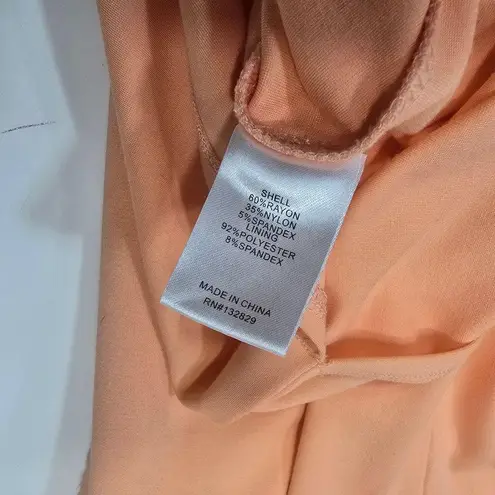 SHELL
60%RAYON
35%NYLON
5%SPANDEX
LINING
92%POLYESTER
8%SPANDEX
MADE IN CHINA
RN#132829